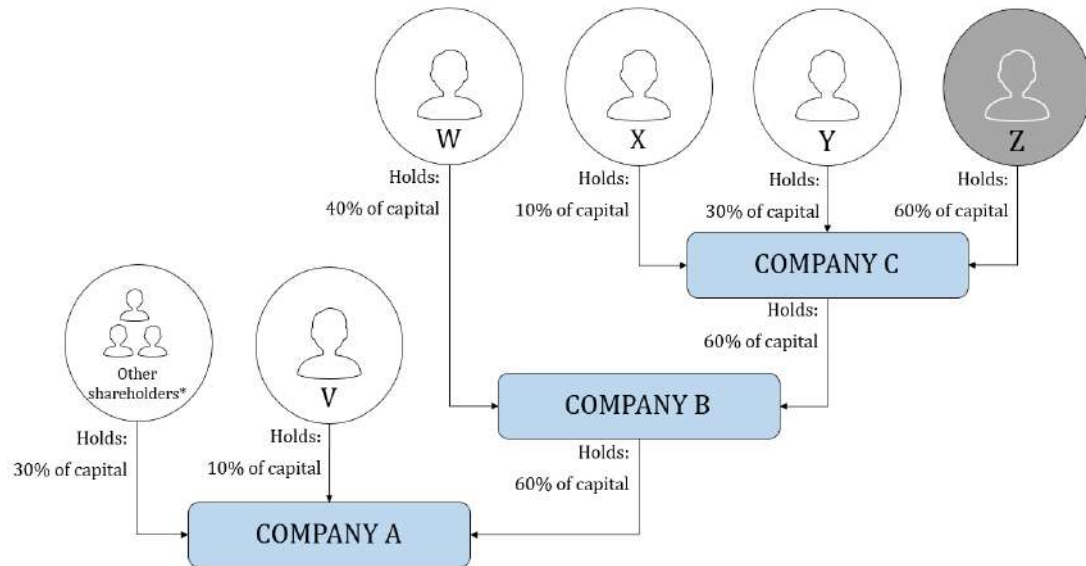 W
X
Y
Z
Holds:
40% of capital
Holds:
10% of capital
Holds:
30% of capital
Holds:
60% of capital
COMPANY C
Holds:
60% of capital
Other
shareholders*
V
COMPANY B
Holds:
30% of capital
Holds:
10% of capital
Holds:
60% of capital
COMPANY A